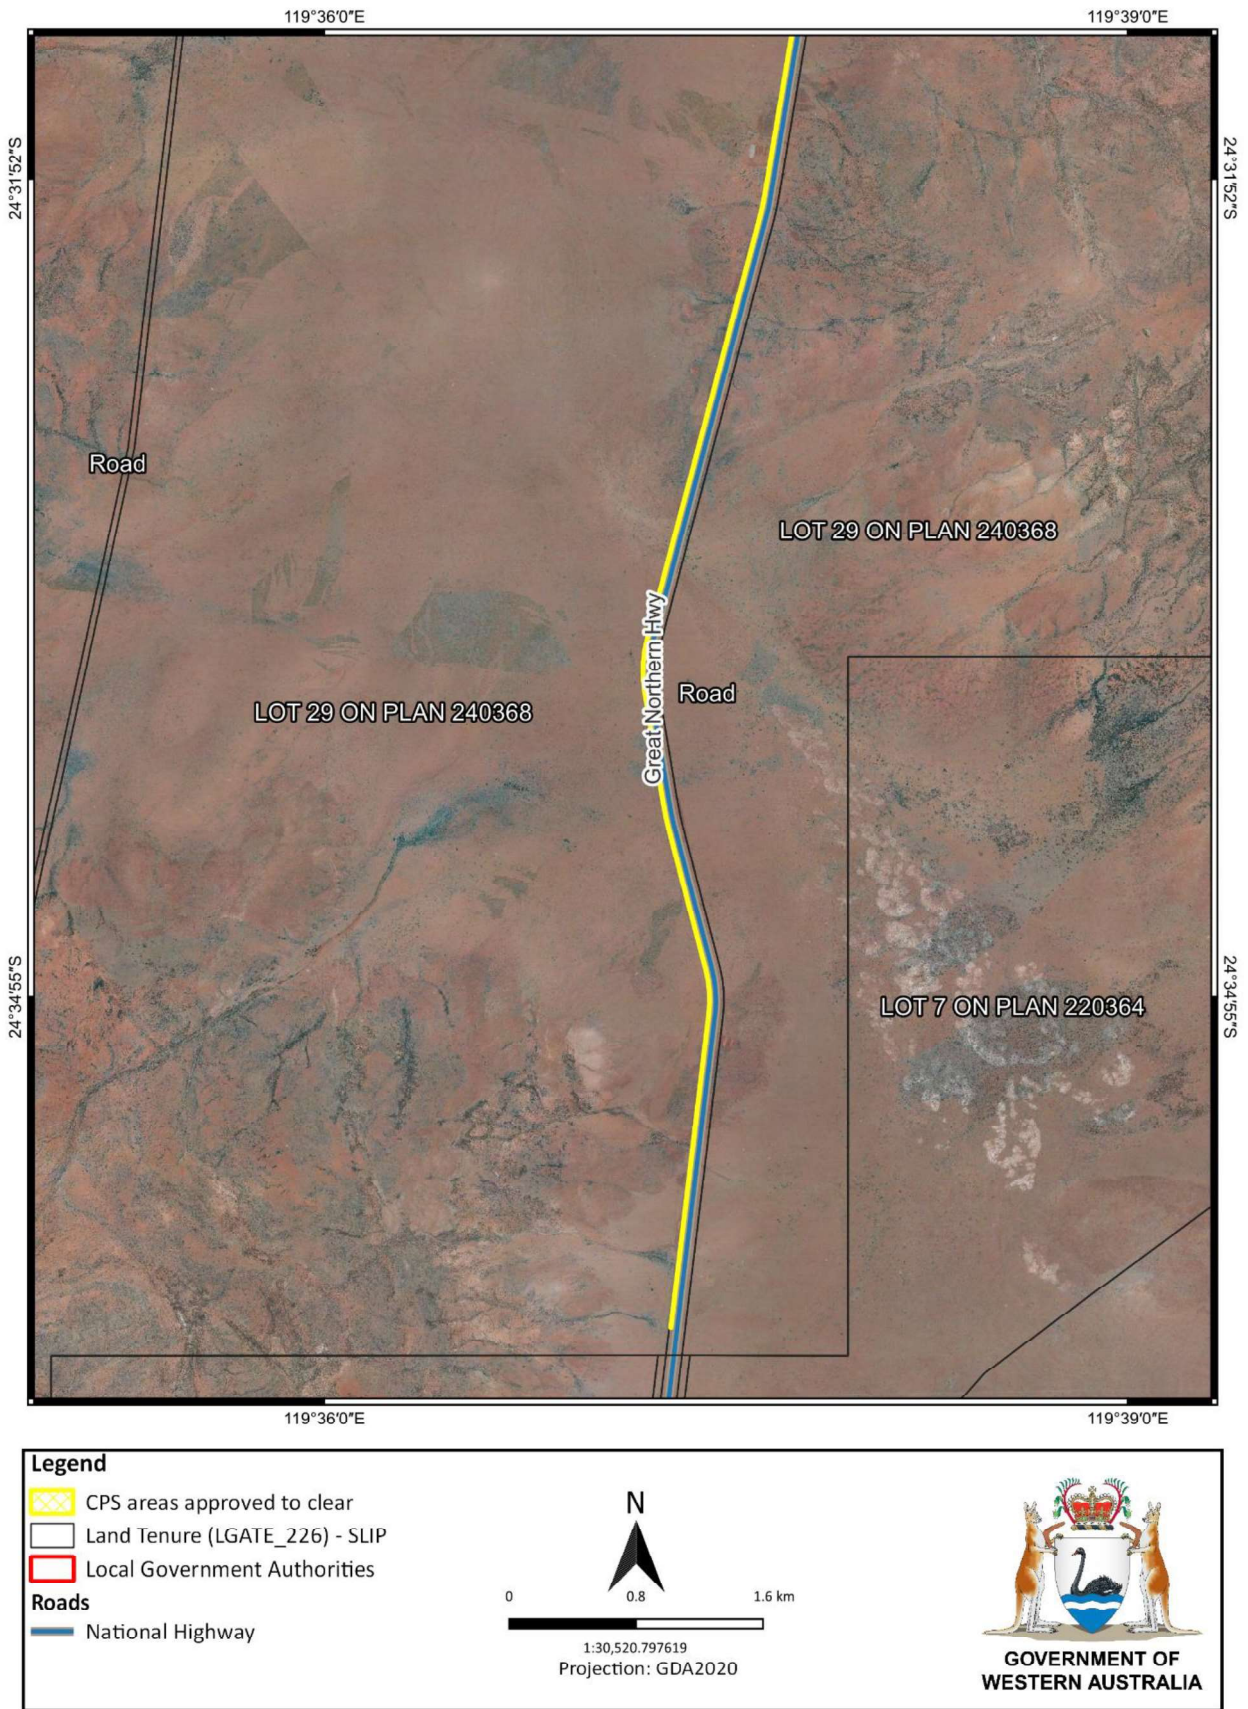 119°36'0"E
119°39'0"E
24°31'52"S
24°31'52"S
Road
LOT 29 ON PLAN 240368
Great Northern Hwy
Road
LOT 29 ON PLAN 240368
24°34'55"S
24°34'55"S
LOT 7 ON PLAN 220364
119°36'0"E
119°39'0"E
Legend
CPS areas approved to clear
Land Tenure (LGATE_226) - SLIP
Local Government Authorities
Roads
National Highway
N
0 0.8 1.6 km
1:30,520.797619
Projection: GDA2020
GOVERNMENT OF
WESTERN AUSTRALIA